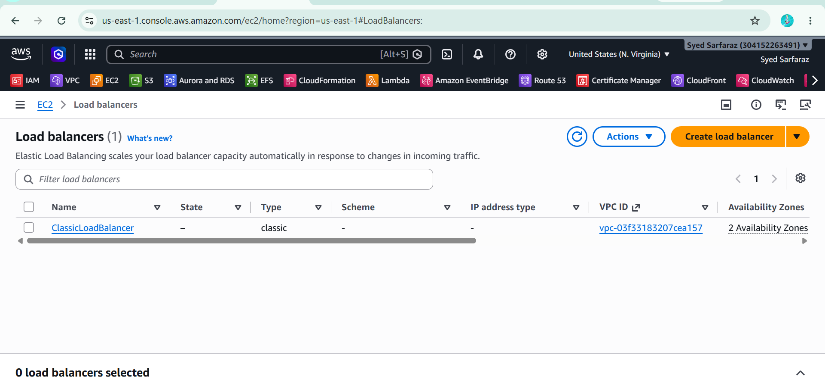 us-east-1.console.aws.amazon.com/ec2/home?region=us-east-1#LoadBalancers:
aws
Search
[Alt+S]
United States (N. Virginia)
Syed Sarfaraz (304152263491)
Syed Sarfaraz
IAM VPC EC2 S3 Aurora and RDS EFS CloudFormation Lambda Amazon EventBridge Route 53 Certificate Manager CloudFront CloudWatch
EC2 > Load balancers
Load balancers (1) What's new?
Actions
Create load balancer
Elastic Load Balancing scales your load balancer capacity automatically in response to changes in incoming traffic.
Filter load balancers
1
Name State Type Scheme IP address type VPC ID Availability Zones
ClassicLoadBalancer – classic - - vpc-03f33183207cea157 2 Availability Zones
0 load balancers selected